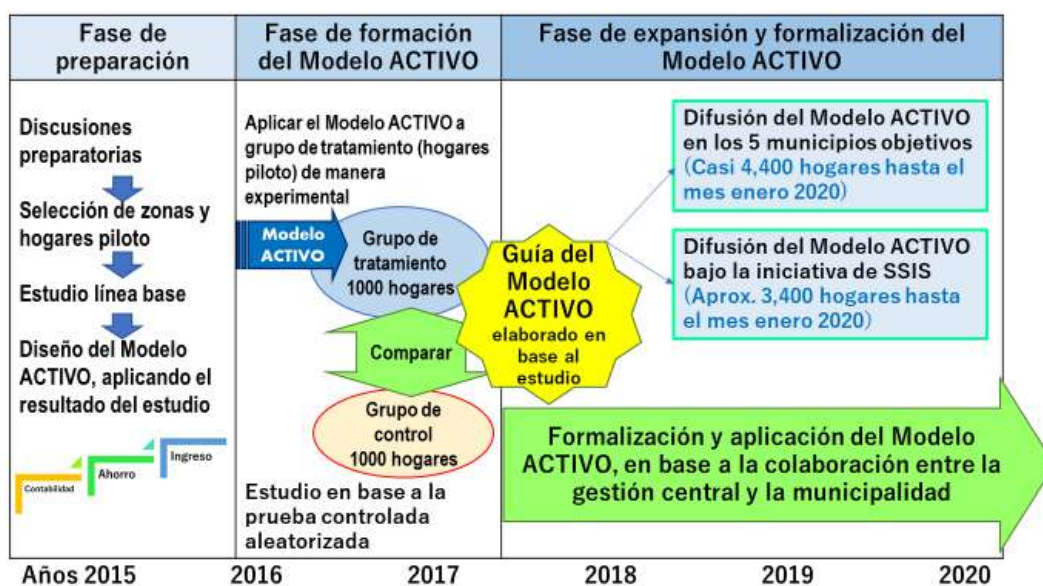 Fase de
preparación
Fase de formación
del Modelo ACTIVO
Fase de expansión y formalización del
Modelo ACTIVO
Discusiones
preparatorias
Selección de zonas y
hogares piloto
Estudio línea base
Diseño del Modelo
ACTIVO, aplicando el
resultado del estudio
Contabilidad
Ahorro
Ingreso
Aplicar el Modelo ACTIVO a
grupo de tratamiento (hogares
piloto) de manera
experimental
Modelo
ACTIVO
Grupo de
tratamiento
1000 hogares
Comparar
Grupo de
control
1000 hogares
Estudio en base a la
prueba controlada
aleatorizada
Guía del
Modelo
ACTIVO
elaborado en
base al
estudio
Difusión del Modelo ACTIVO
en los 5 municipios objetivos
(Casi 4,400 hogares hasta el
mes enero 2020)
Difusión del Modelo ACTIVO
bajo la iniciativa de SSIS
(Aprox. 3,400 hogares hasta
el mes enero 2020)
Formalización y aplicación del Modelo
ACTIVO, en base a la colaboración entre la
gestión central y la municipalidad
Años 2015 2016 2017 2018 2019 2020